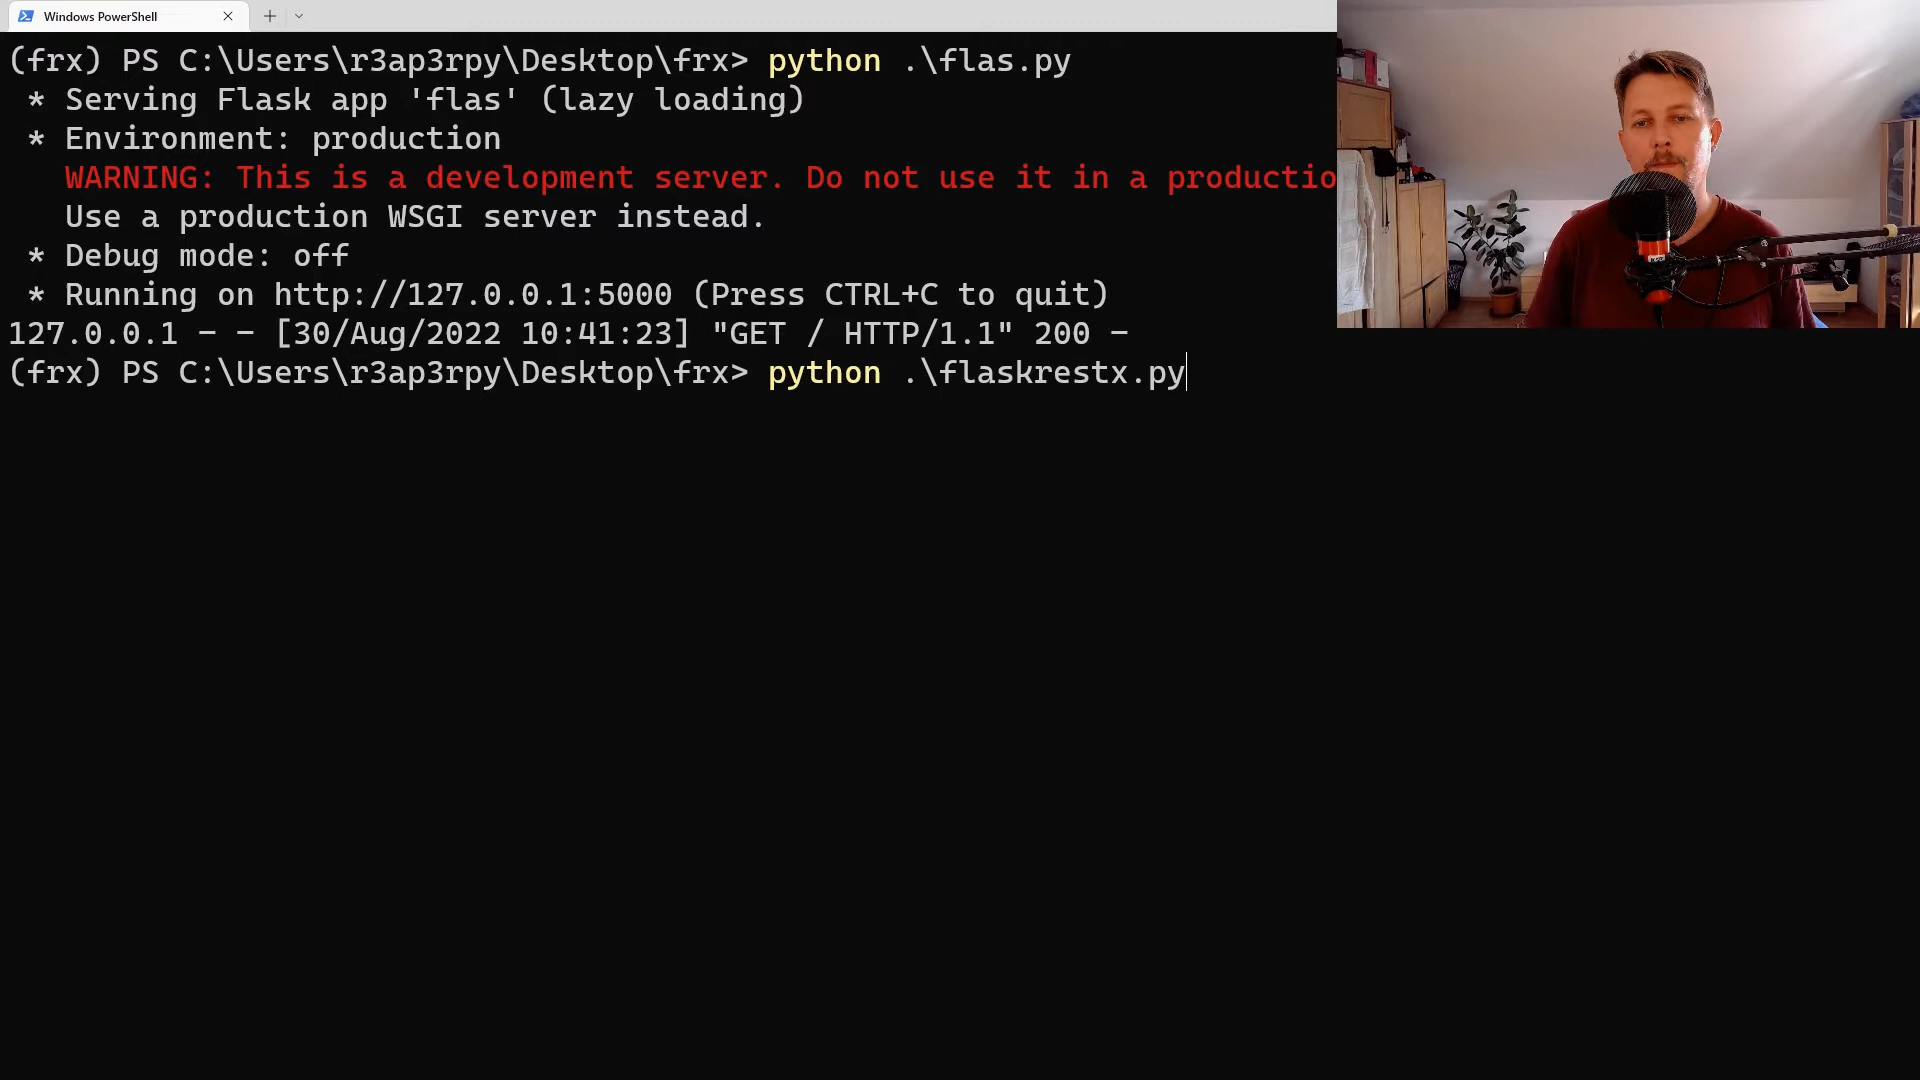 Windows PowerShell
(frx) PS C:\Users\r3ap3rpy\Desktop\frx> python .\flas.py
* Serving Flask app 'flas' (lazy loading)
* Environment: production
WARNING: This is a development server. Do not use it in a productio
Use a production WSGI server instead.
* Debug mode: off
* Running on http://127.0.0.1:5000 (Press CTRL+C to quit)
127.0.0.1 - - [30/Aug/2022 10:41:23] "GET / HTTP/1.1" 200 -
(frx) PS C:\Users\r3ap3rpy\Desktop\frx> python .\flaskrestx.py